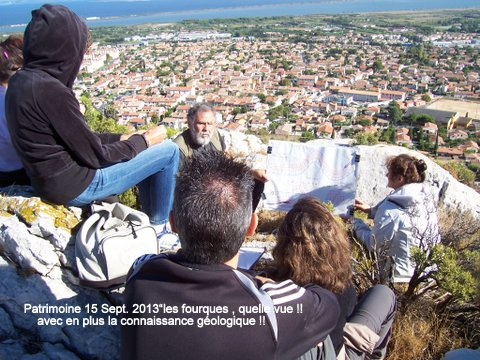 Patrimoine 15 Sept. 2013"les fourques , quelle vue !!
avec en plus la connaissance géologique !!